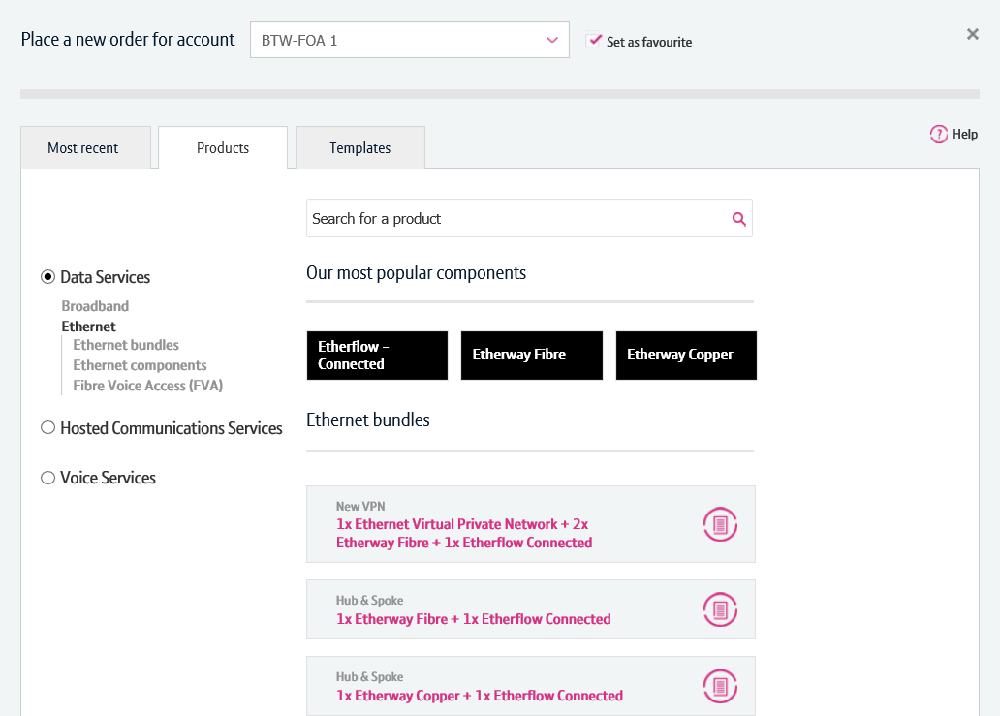 Place a new order for account
BTW-FOA 1
Set as favourite
Most recent
Products
Templates
Help
Search for a product
Data Services
Broadband
Ethernet
Ethernet bundles
Ethernet components
Fibre Voice Access (FVA)
Hosted Communications Services
Voice Services
Our most popular components
Etherflow –
Connected
Etherway Fibre
Etherway Copper
Ethernet bundles
New VPN
1x Ethernet Virtual Private Network + 2x
Etherway Fibre + 1x Etherflow Connected
Hub & Spoke
1x Etherway Fibre + 1x Etherflow Connected
Hub & Spoke
1x Etherway Copper + 1x Etherflow Connected